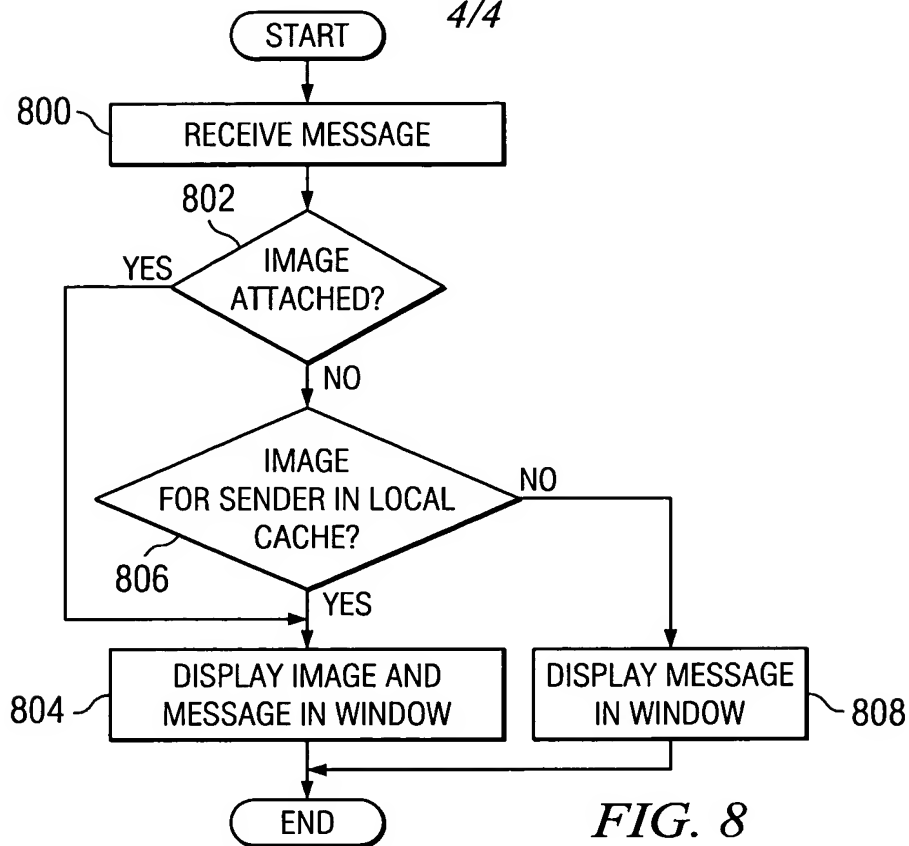 4/4
START
800
RECEIVE MESSAGE
802
IMAGE
ATTACHED?
YES
NO
IMAGE
FOR SENDER IN LOCAL
CACHE?
NO
806
YES
804
DISPLAY IMAGE AND
MESSAGE IN WINDOW
DISPLAY MESSAGE
IN WINDOW
808
END
FIG. 8